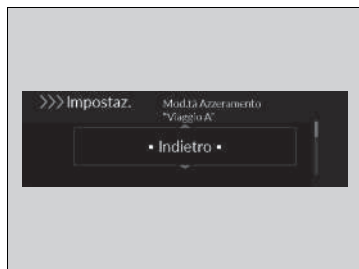 >>> Impostaz.
Mod.tà Azzeramento
"Viaggio A"
▪ Indietro ▪